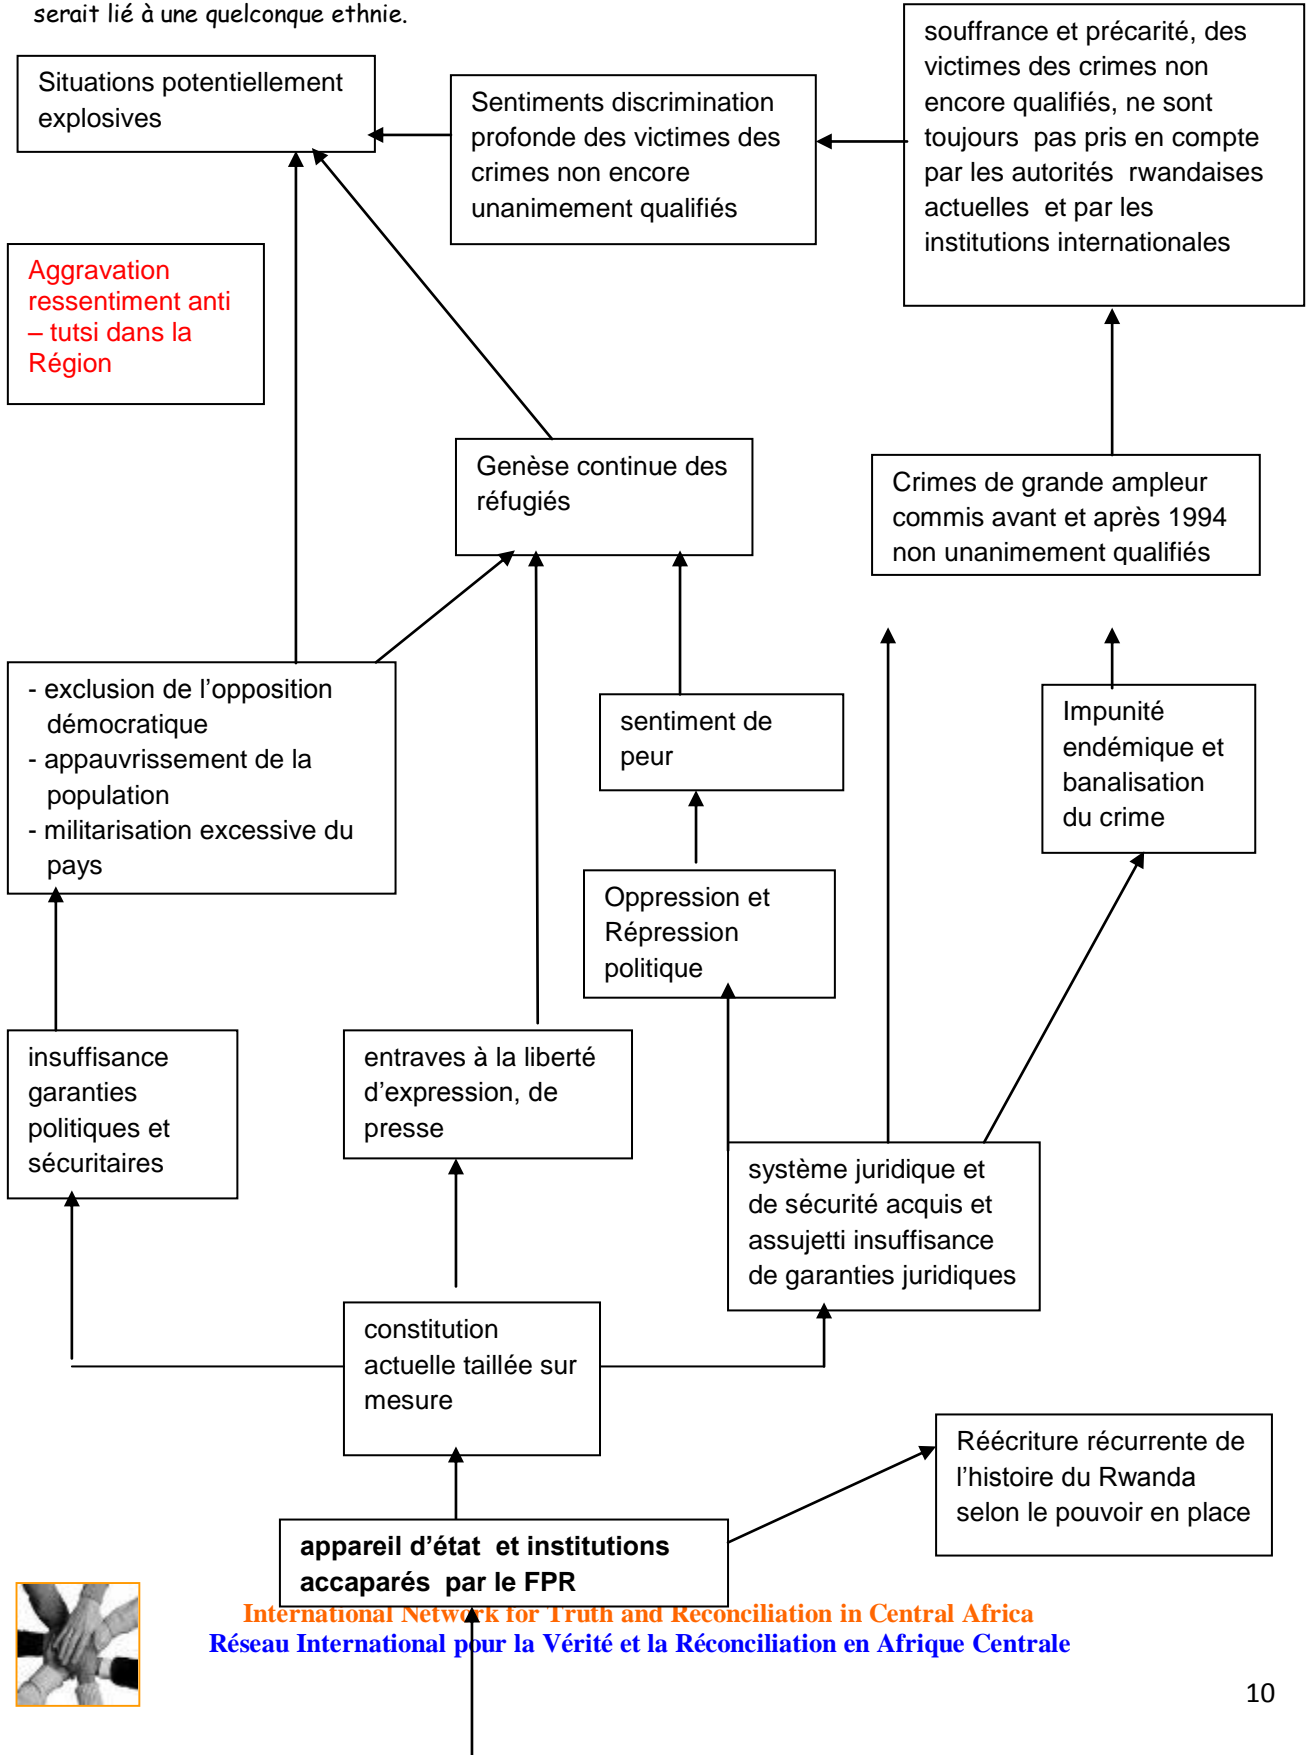 serait lié à une quelconque ethnie.
Situations potentiellement
explosives
Sentiments discrimination
profonde des victimes des
crimes non encore
unanimement qualifiés
souffrance et précarité, des
victimes des crimes non
encore qualifiés, ne sont
toujours pas pris en compte
par les autorités rwandaises
actuelles et par les
institutions internationales
Aggravation
ressentiment anti
– tutsi dans la
Région
Genèse continue des
réfugiés
Crimes de grande ampleur
commis avant et après 1994
non unanimement qualifiés
- exclusion de l’opposition
démocratique
- appauvrissement de la
population
- militarisation excessive du
pays
sentiment de
peur
Impunité
endémique et
banalisation
du crime
Oppression et
Répression
politique
insuffisance
garanties
politiques et
sécuritaires
entraves à la liberté
d’expression, de
presse
système juridique et
de sécurité acquis et
assujetti insuffisance
de garanties juridiques
constitution
actuelle taillée sur
mesure
Réécriture récurrente de
l’histoire du Rwanda
selon le pouvoir en place
appareil d’état et institutions
accaparés par le FPR
International Network for Truth and Reconciliation in Central Africa
Réseau International pour la Vérité et la Réconciliation en Afrique Centrale
10